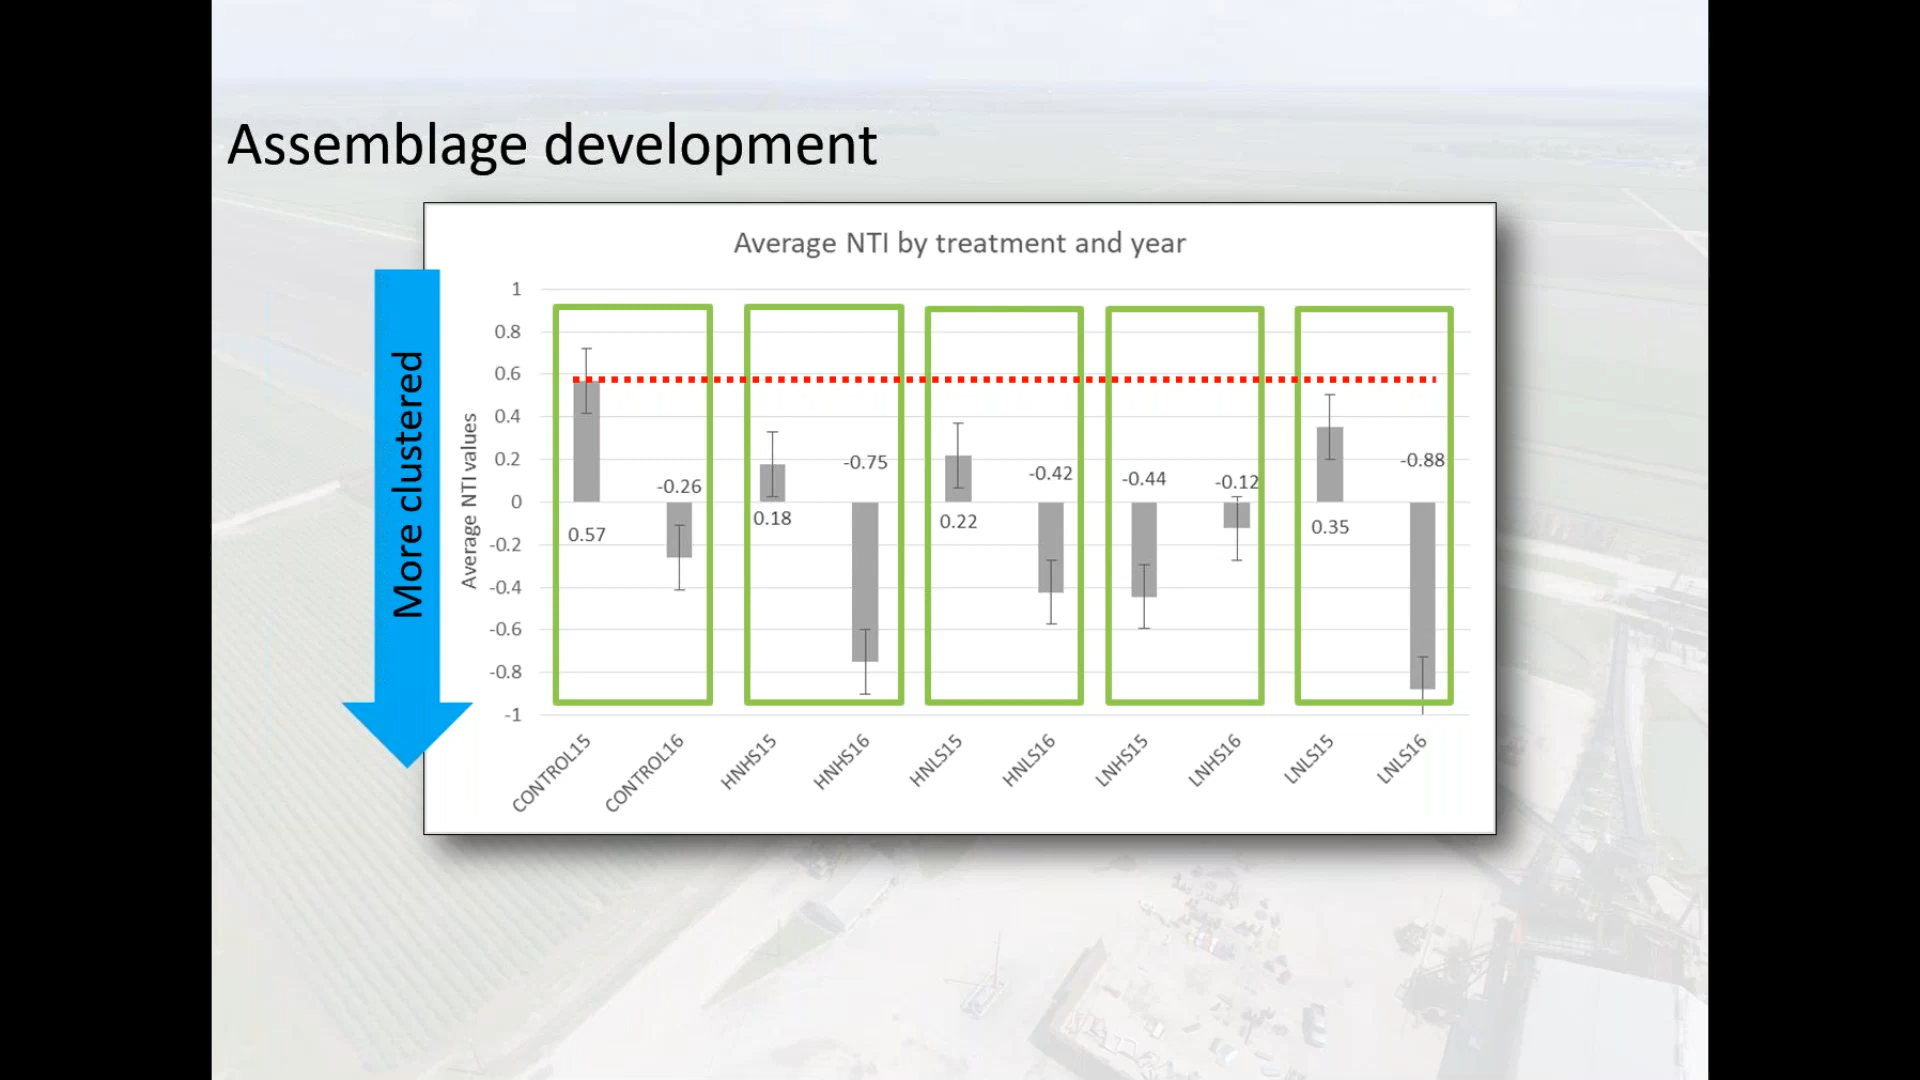 Assemblage development
Average NTI by treatment and year
More clustered
Average NTI values
1
0.8
0.6
0.4
0.2
0
-0.2
-0.4
-0.6
-0.8
-1
0.57
-0.26
0.18
-0.75
0.22
-0.42
-0.44
-0.12
0.35
-0.88
CONTROL15
CONTROL16
HNHS15
HNHS16
HNLS15
HNLS16
LNHS15
LNHS16
LNLS15
LNLS16